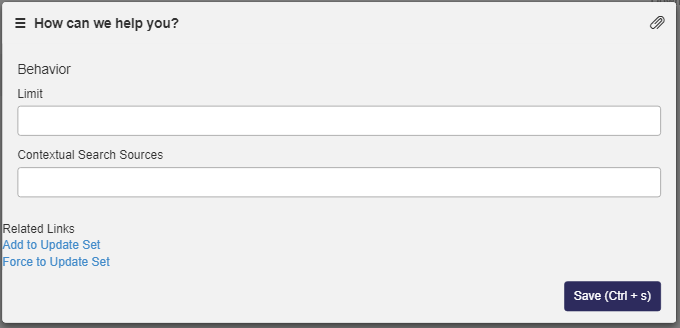 How can we help you?
Behavior
Limit
Contextual Search Sources
Related Links
Add to Update Set
Force to Update Set
Save (Ctrl + s)